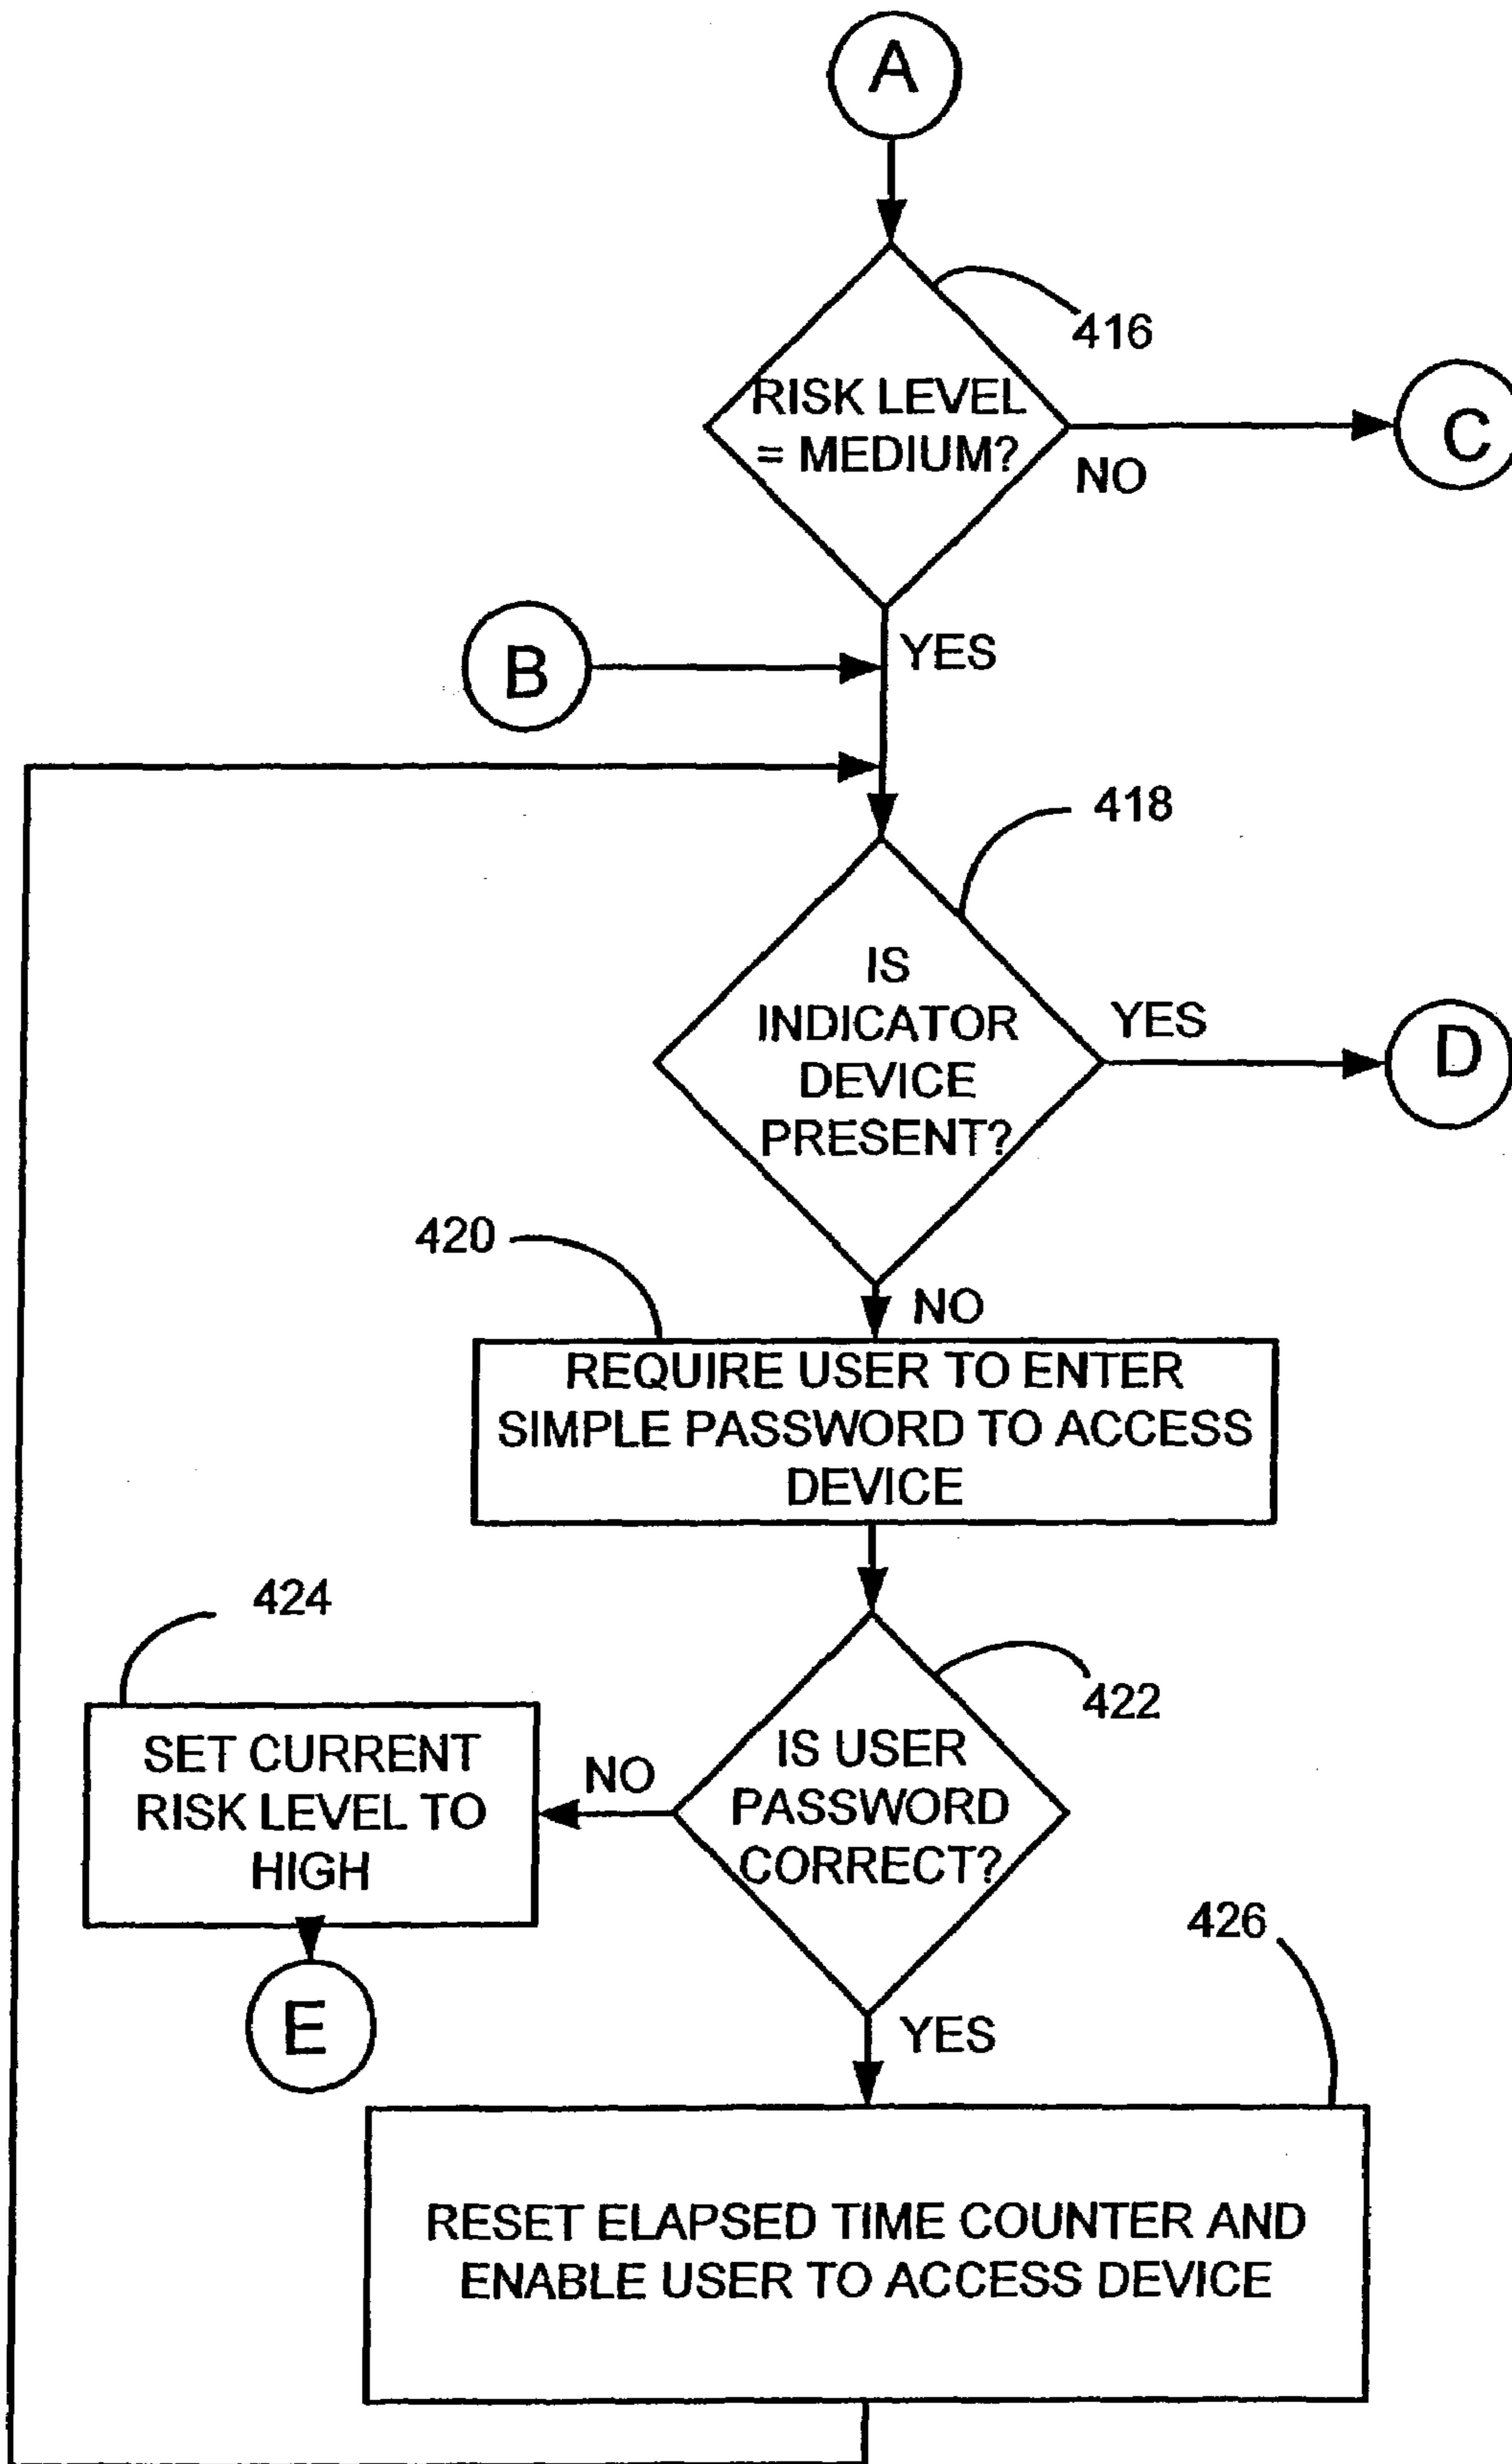 A
416
RISK LEVEL
= MEDIUM?
NO
C
YES
B
418
IS
INDICATOR
DEVICE
PRESENT?
YES
D
420
NO
REQUIRE USER TO ENTER
SIMPLE PASSWORD TO ACCESS
DEVICE
424
422
SET CURRENT
RISK LEVEL TO
HIGH
NO
IS USER
PASSWORD
CORRECT?
426
E
YES
RESET ELAPSED TIME COUNTER AND
ENABLE USER TO ACCESS DEVICE